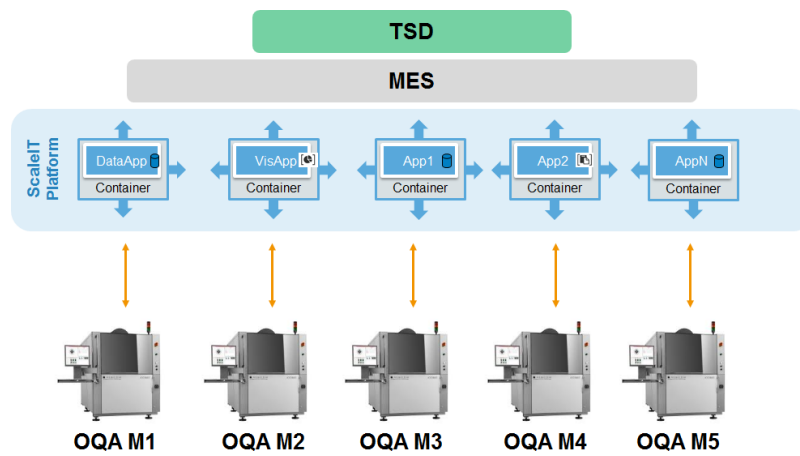 TSD
MES
ScaleIT
Platform
DataApp
Container
VisApp
Container
App1
Container
App2
Container
AppN
Container
OQA M1
OQA M2
OQA M3
OQA M4
OQA M5